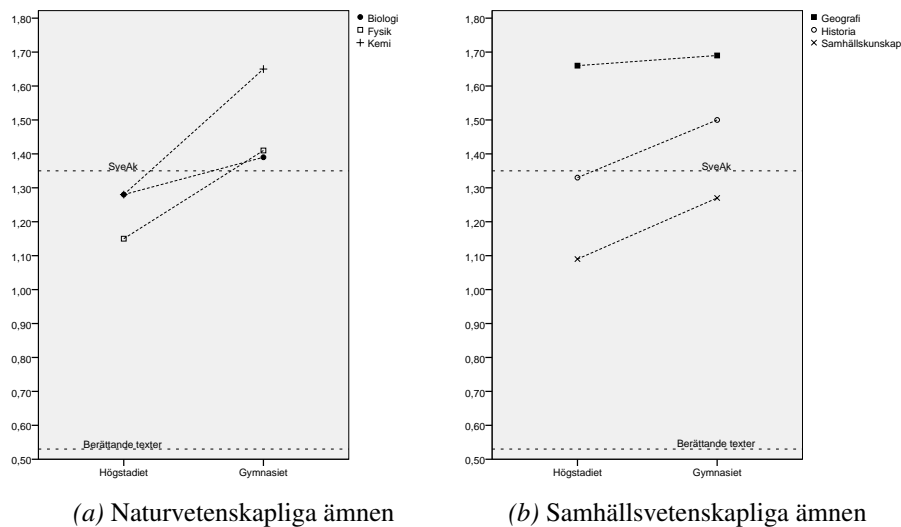 1,80
1,70
1,60
1,50
1,40
1,30
1,20
1,10
1,00
0,90
0,80
0,70
0,60
0,50
SveAk
Berättande texter
Högstadiet Gymnasiet
Biologi
Fysik
Kemi
(a) Naturvetenskapliga ämnen
1,80
1,70
1,60
1,50
1,40
1,30
1,20
1,10
1,00
0,90
0,80
0,70
0,60
0,50
SveAk
Berättande texter
Högstadiet Gymnasiet
Geografi
Historia
Samhällskunskap
(b) Samhällsvetenskapliga ämnen